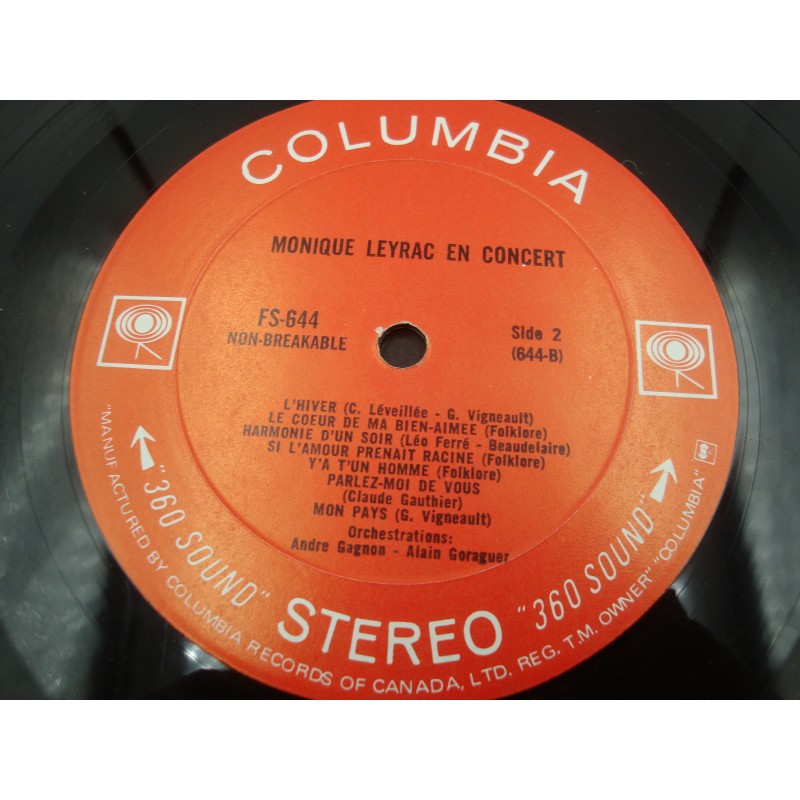 COLUMBIA
MONIQUE LEYRAC EN CONCERT
FS-644
NON-BREAKABLE
Side 2
(644-B)
L'HIVER (C. Léveillée - G. Vigneault)
LE COEUR DE MA BIEN-AIMEE (Folklore)
HARMONIE D'UN SOIR (Léo Ferré - Beaudelaire)
SI L'AMOUR PRENAIT RACINE (Folklore)
Y'A T'UN HOMME (Folklore)
PARLEZ-MOI DE VOUS
(Claude Gauthier)
MON PAYS (G. Vigneault)
Orchestrations:
Andre Gagnon - Alain Goraguer
"360 SOUND" STEREO "360 SOUND"
"MANUFACTURED BY COLUMBIA RECORDS OF CANADA, LTD. REG. T.M. OWNER" "COLUMBIA"